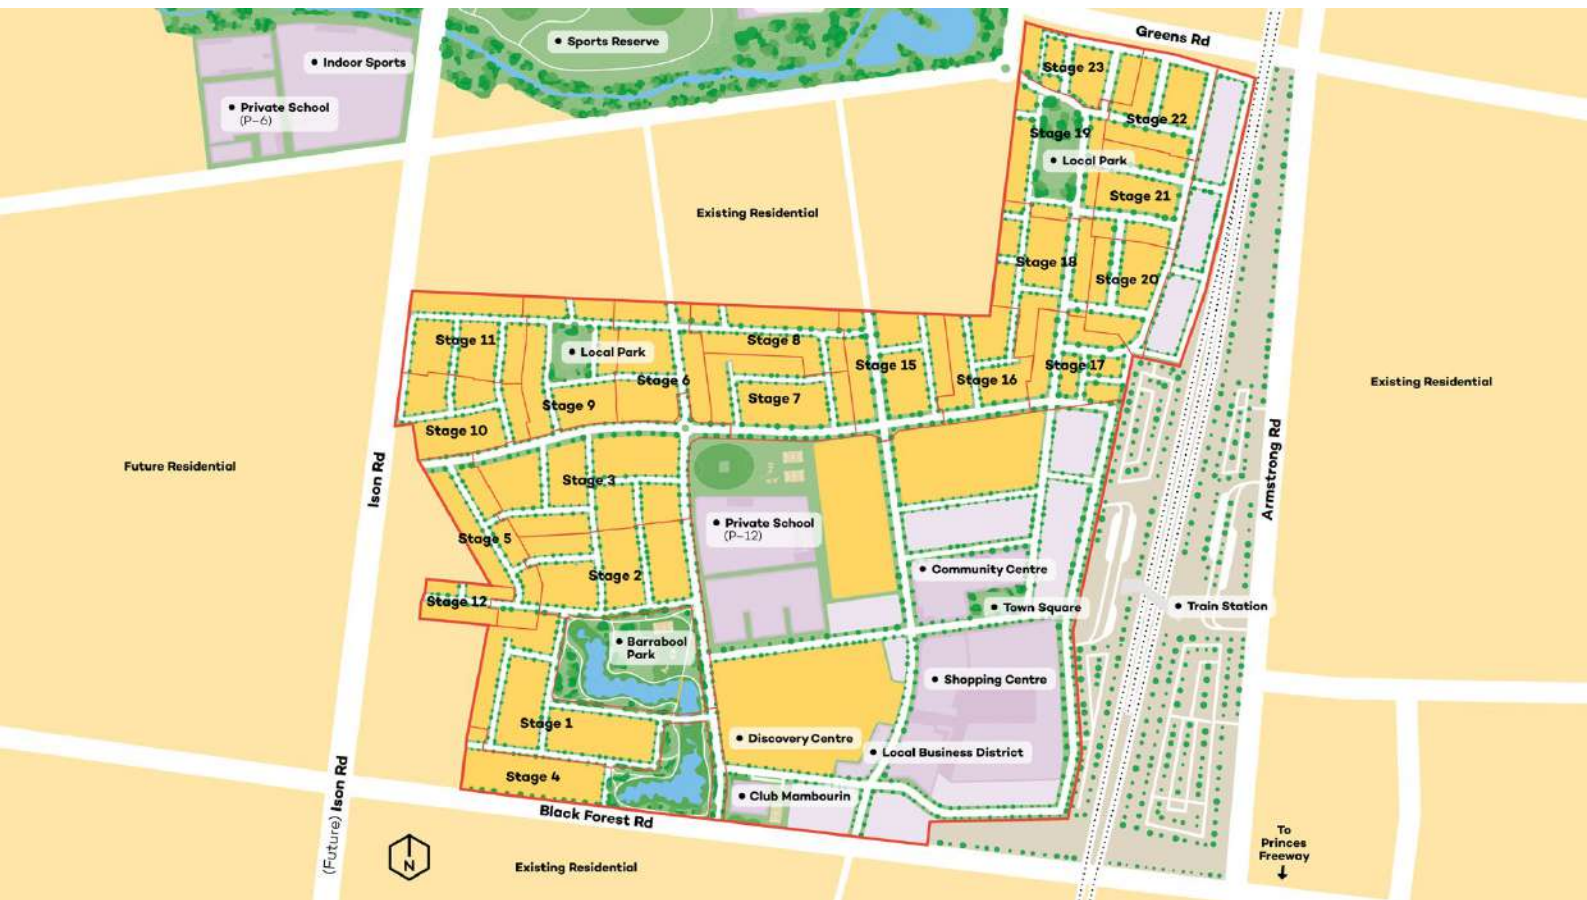 Sports Reserve
Greens Rd
Indoor Sports
Private School
(P–6)
Stage 23
Stage 22
Stage 19
Local Park
Stage 21
Existing Residential
Stage 18
Stage 20
Stage 11
Local Park
Stage 8
Stage 15
Stage 17
Stage 6
Stage 16
Existing Residential
Stage 9
Stage 7
Stage 10
Future Residential
Ison Rd
Armstrong Rd
Stage 3
Private School
(P–12)
Stage 5
Stage 2
Community Centre
Stage 12
Town Square
Train Station
Barrabool
Park
Shopping Centre
Stage 1
Discovery Centre
Local Business District
Stage 4
Club Mambourin
(Future) Ison Rd
Black Forest Rd
To
Princes
Freeway
N
Existing Residential